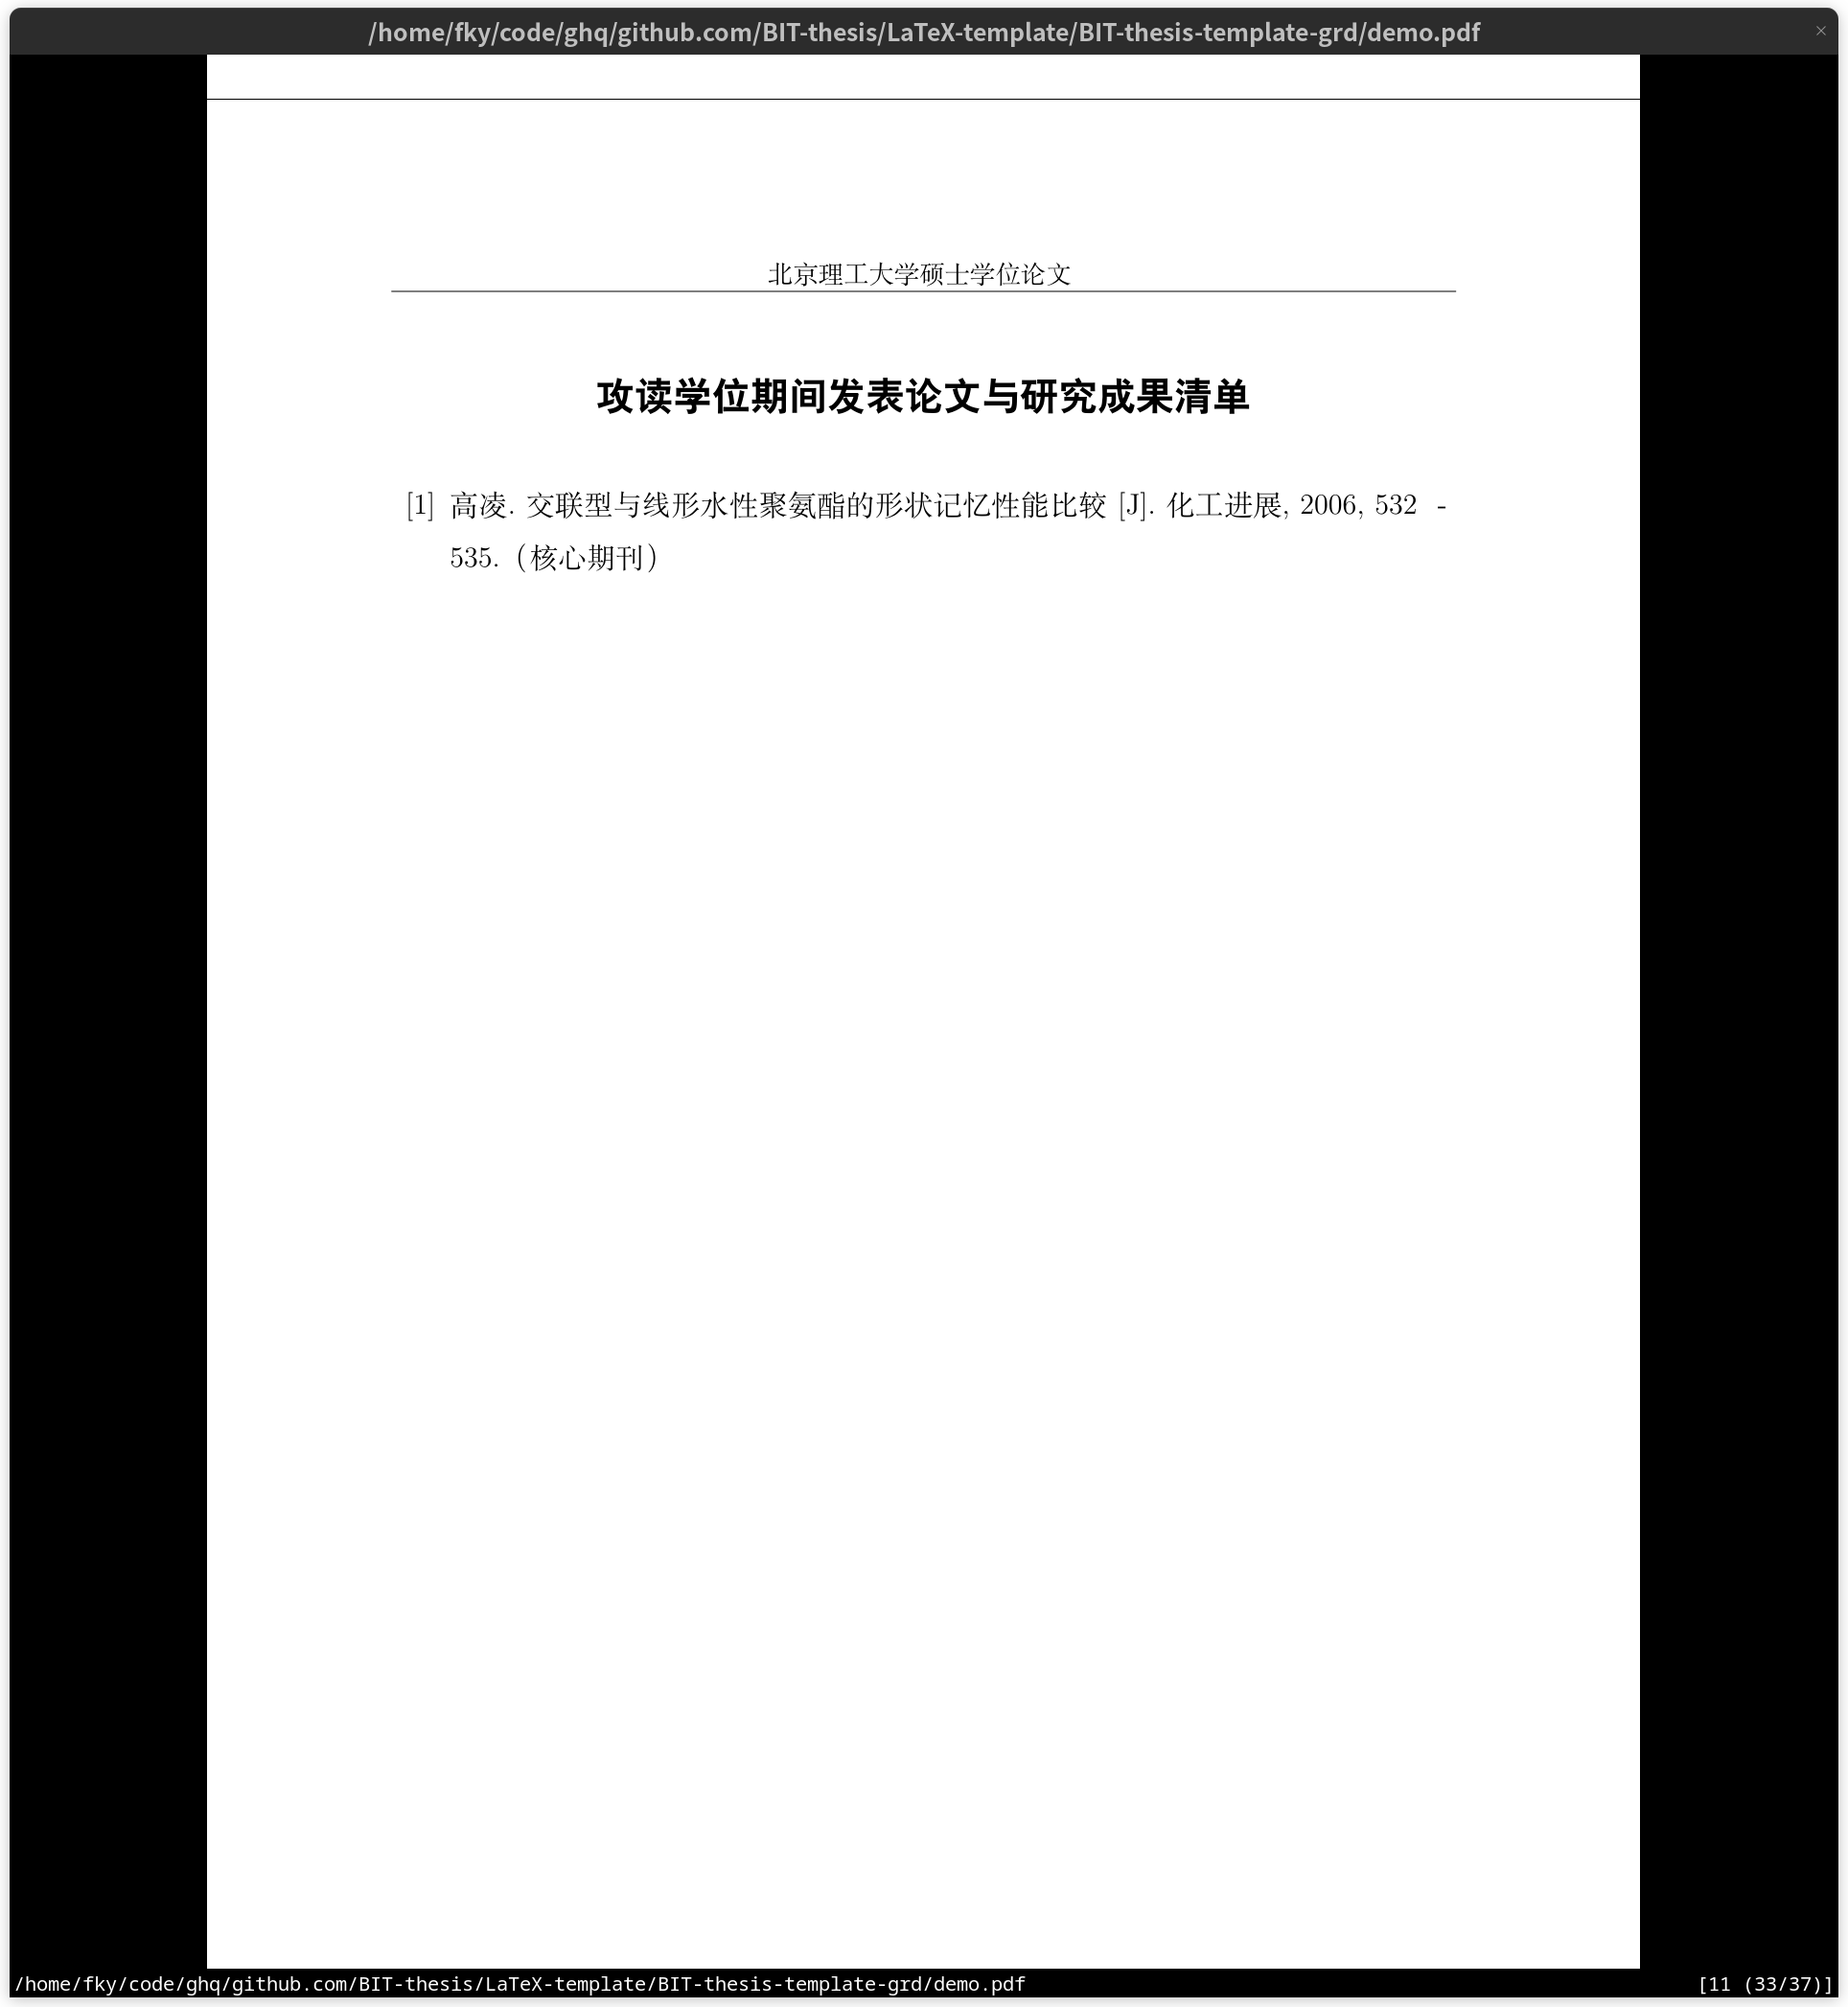 /home/fky/code/ghq/github.com/BIT-thesis/LaTeX-template/BIT-thesis-template-grd/demo.pdf ×
北京理工大学硕士学位论文
攻读学位期间发表论文与研究成果清单
[1] 高凌. 交联型与线形水性聚氨酯的形状记忆性能比较 [J]. 化工进展, 2006, 532 -
535.（核心期刊）
/home/fky/code/ghq/github.com/BIT-thesis/LaTeX-template/BIT-thesis-template-grd/demo.pdf [11 (33/37)]